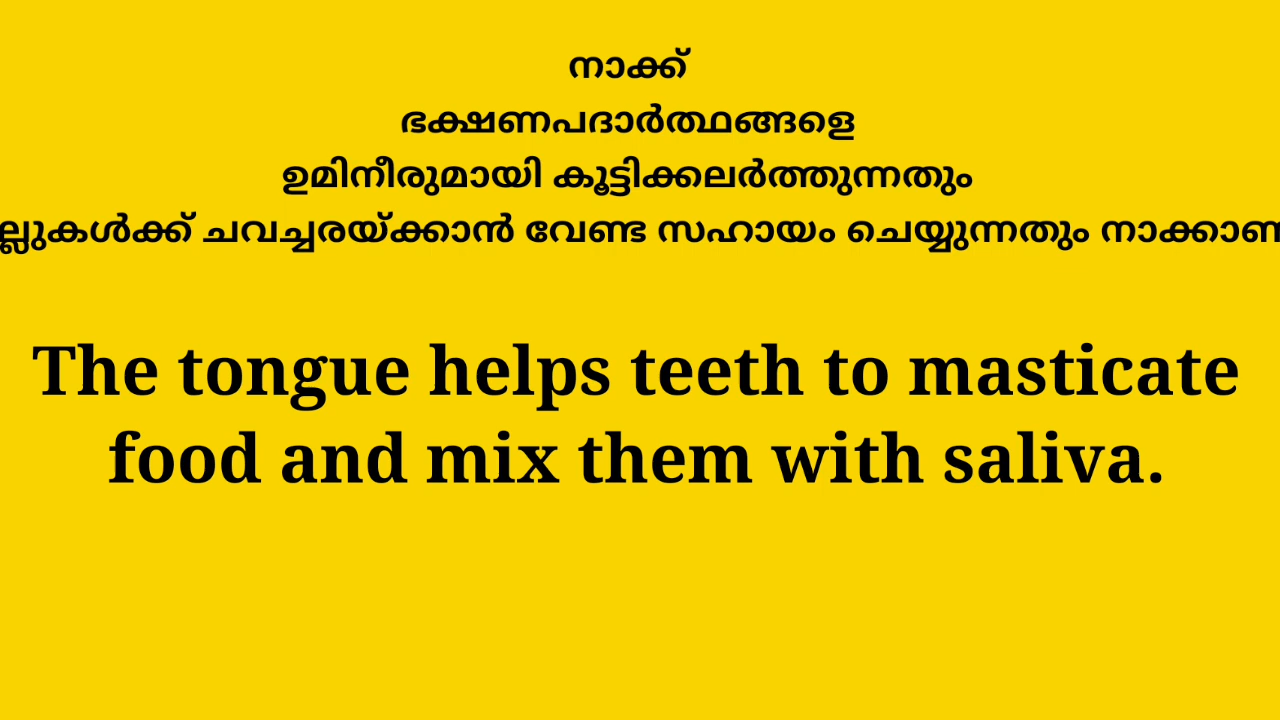 നാക്ക്
ഭക്ഷണപദാർത്ഥങ്ങളെ
ഉമിനീരുമായി കൂട്ടിക്കലർത്തുന്നതും
ല്ലുകൾക്ക് ചവച്ചരയ്ക്കാൻ വേണ്ട സഹായം ചെയ്യുന്നതും നാക്കാണ
The tongue helps teeth to masticate
food and mix them with saliva.